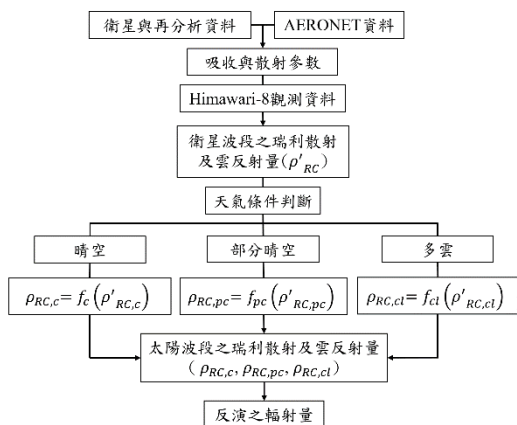 衛星與再分析資料
AERONET資料
吸收與散射參數
Himawari-8觀測資料
衛星波段之瑞利散射
及雲反射量(ρ′RC)
天氣條件判斷
晴空
部分晴空
多雲
ρRC,c= fc(ρ′RC,c)
ρRC,pc= fpc(ρ′RC,pc)
ρRC,cl= fcl(ρ′RC,cl)
太陽波段之瑞利散射及雲反射量
(ρRC,c, ρRC,pc, ρRC,cl)
反演之輻射量